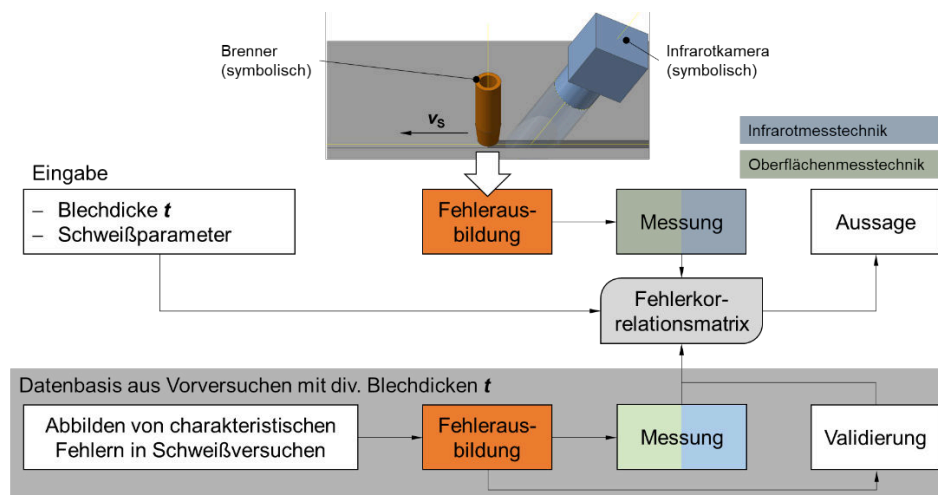 Brenner
(symbolisch)
Infrarotkamera
(symbolisch)
vS
Infrarotmesstechnik
Oberflächenmesstechnik
Eingabe
– Blechdicke t
– Schweißparameter
Fehleraus-
bildung
Messung
Aussage
Fehlerkor-
relationsmatrix
Datenbasis aus Vorversuchen mit div. Blechdicken t
Abbilden von charakteristischen
Fehlern in Schweißversuchen
Fehleraus-
bildung
Messung
Validierung